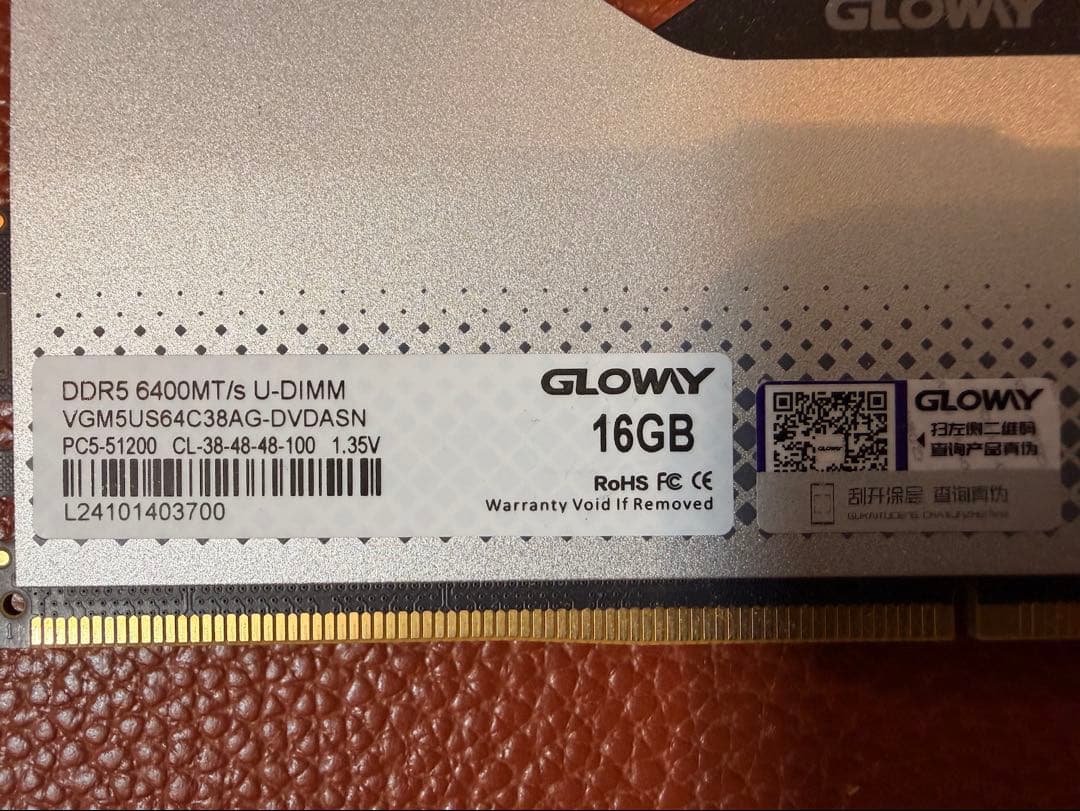 GLOWAY
DDR5 6400MT/s U-DIMM
VGM5US64C38AG-DVDASN
PC5-51200 CL-38-48-48-100 1.35V
L24101403700
GLOWAY
16GB
RoHS FC CE
Warranty Void If Removed
GLOWAY
扫左侧二维码
查询产品真伪
刮开涂层 查询真伪
1